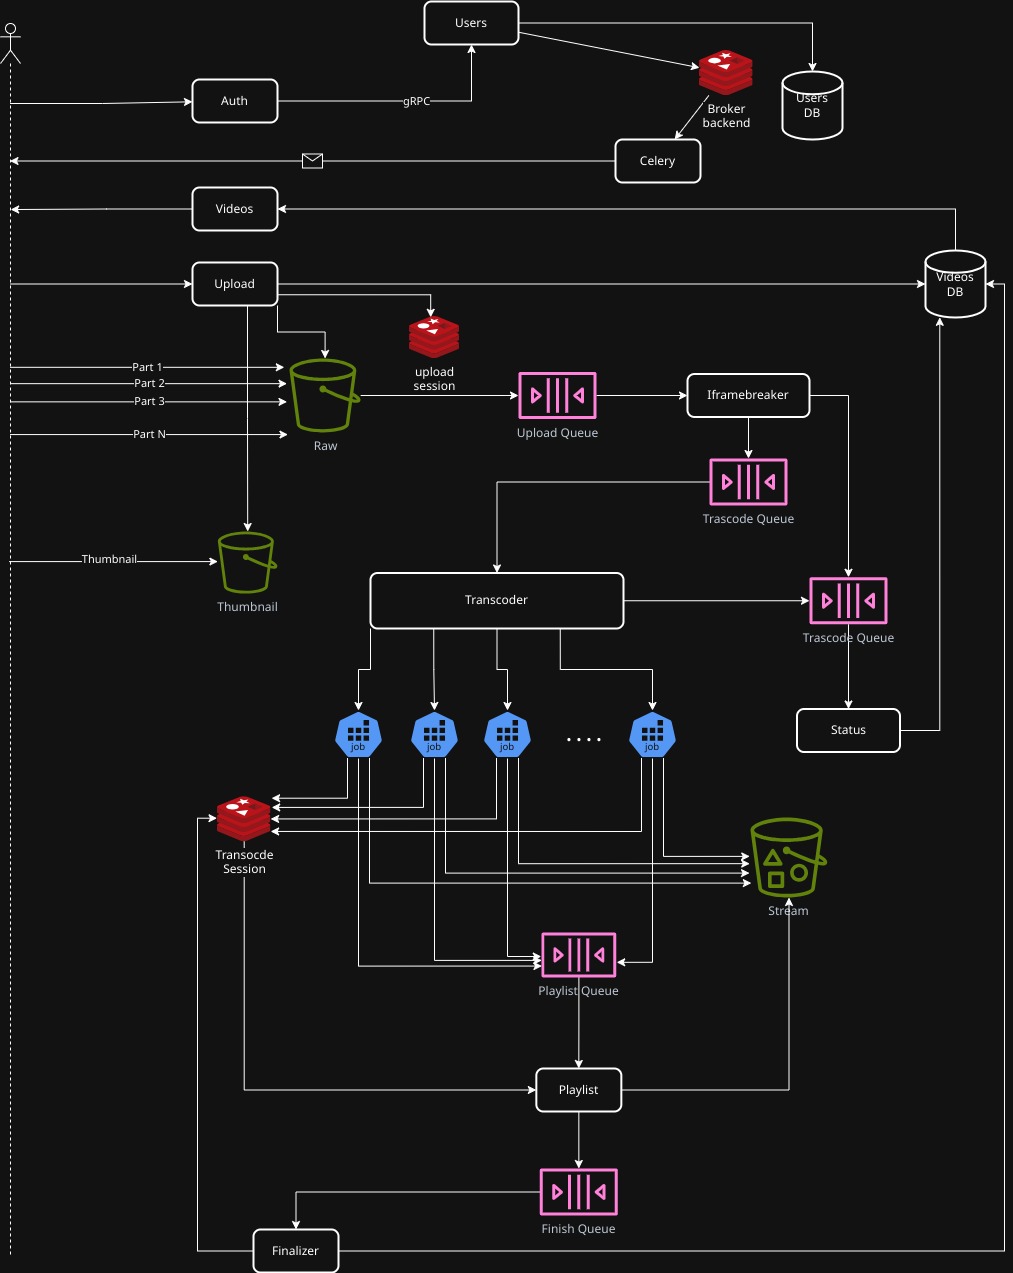 Users
Auth
gRPC
Broker
backend
Users
DB
Celery
Videos
Upload
Videos
DB
upload
session
Part 1
Part 2
Part 3
Part N
Raw
Upload Queue
Iframebreaker
Trascode Queue
Thumbnail
Thumbnail
Transcoder
Trascode Queue
Status
job
job
job
....
job
Transocde
Session
Stream
Playlist Queue
Playlist
Finish Queue
Finalizer